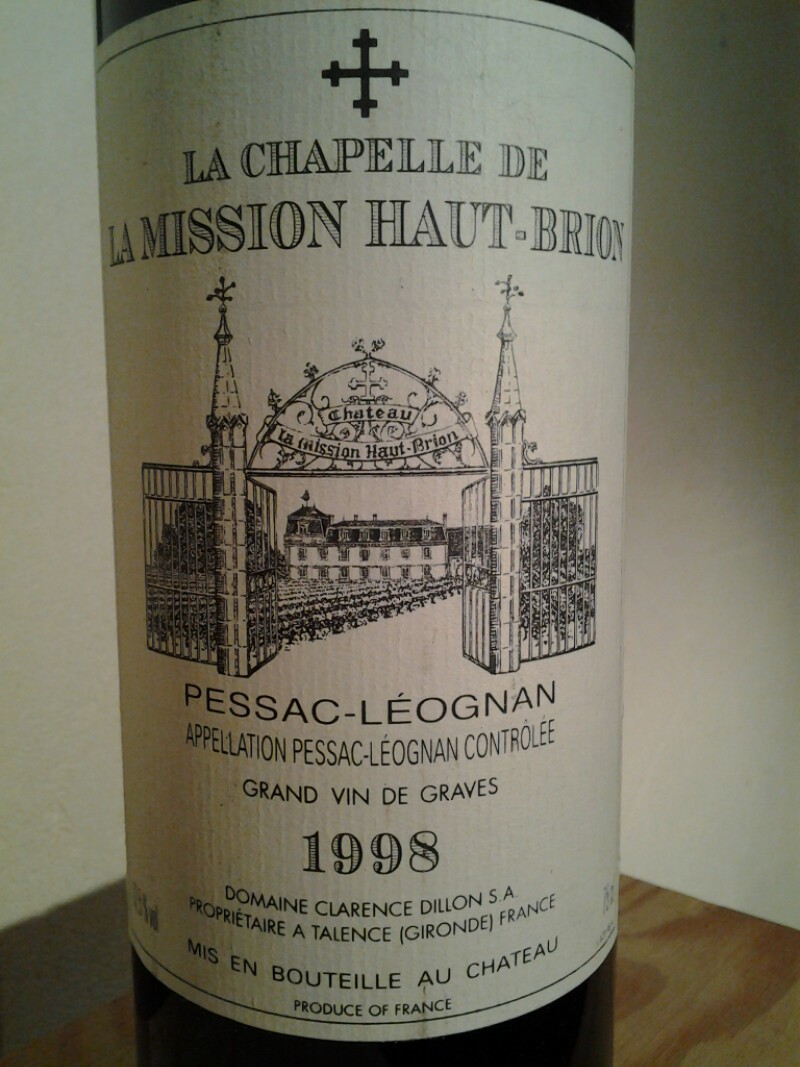 LA CHAPELLE DE
LA MISSION HAUT-BRION
Château
la mission Haut-Brion
PESSAC-LÉOGNAN
APPELLATION PESSAC-LÉOGNAN CONTRÔLÉE
GRAND VIN DE GRAVES
1998
DOMAINE CLARENCE DILLON S.A.
PROPRIÉTAIRE A TALENCE (GIRONDE) FRANCE
MIS EN BOUTEILLE AU CHATEAU
PRODUCE OF FRANCE